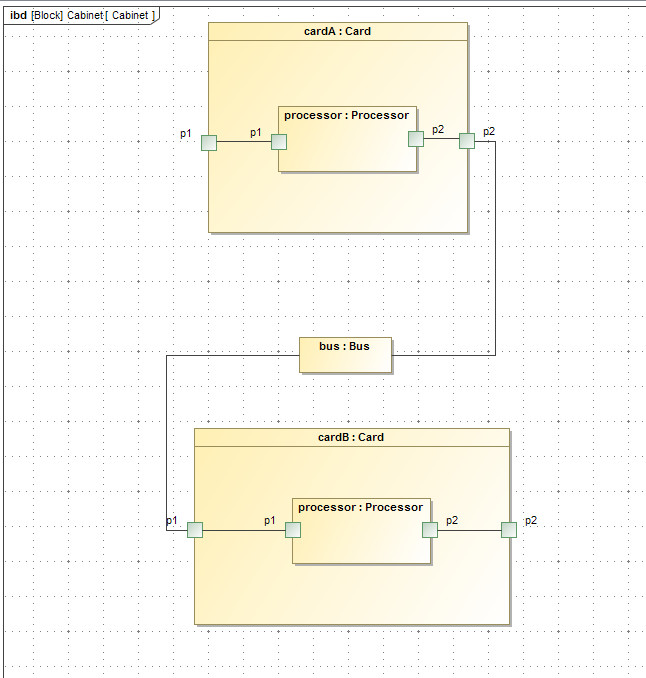 ibd [Block] Cabinet [ Cabinet ]
cardA : Card
processor : Processor
p1
p1
p2
p2
bus : Bus
cardB : Card
processor : Processor
p1
p1
p2
p2